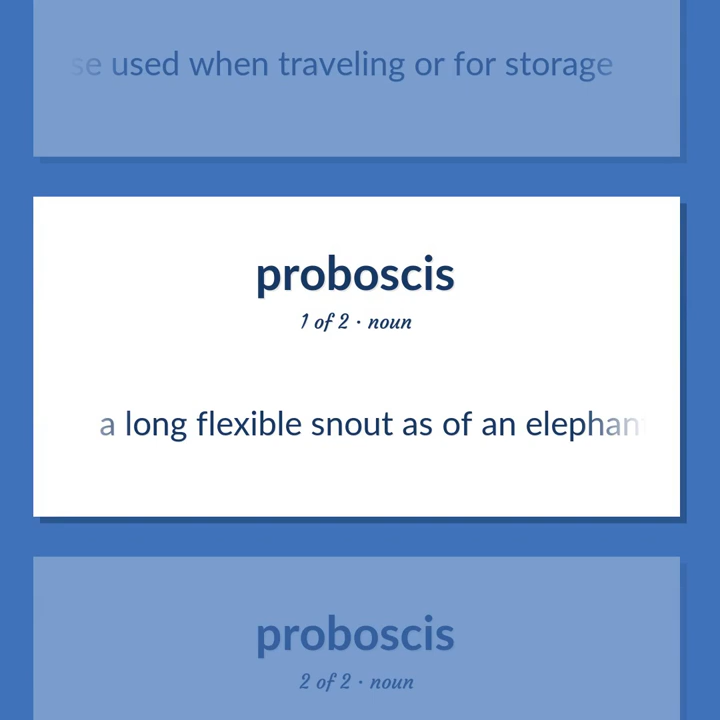 se used when traveling or for storage
proboscis
1 of 2 · noun
a long flexible snout as of an elephan
proboscis
2 of 2 · noun